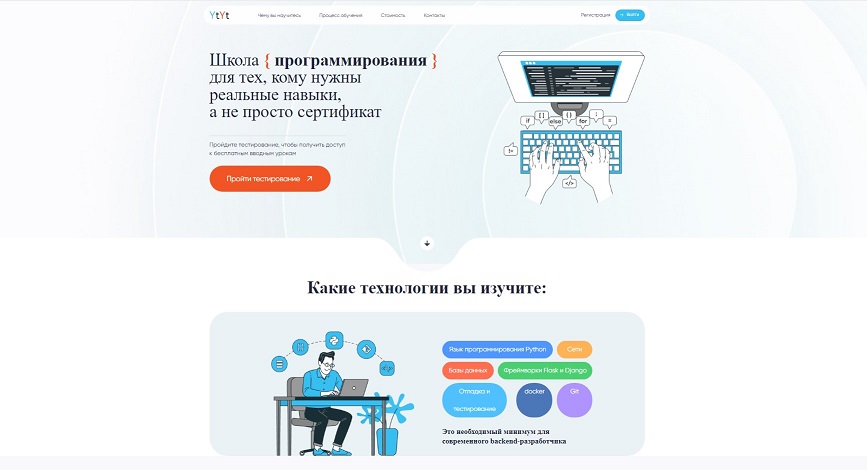 YtYt
Чему вы научитесь Процесс обучения Стоимость Контакты
Регистрация Войти
Школа { программирования }
для тех, кому нужны
реальные навыки,
а не просто сертификат
Пройдите тестирование, чтобы получить доступ
к бесплатным вводным урокам
Пройти тестирование
if [ ] else { } for ; =
!=
</>
Какие технологии вы изучите:
Язык программирования Python Сети
Базы данных Фреймворки Flask и Django
Отладка и
тестирование
docker
Git
Это необходимый минимум для
современного backend-разработчика